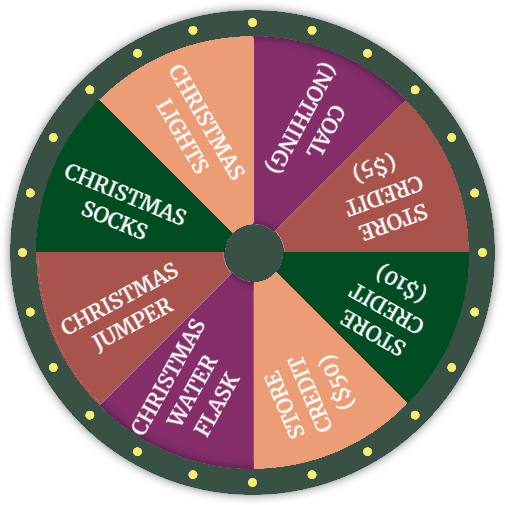 COAL
(NOTHING)
STORE
CREDIT
($5)
STORE
CREDIT
($10)
STORE
CREDIT
($50)
CHRISTMAS
WATER
FLASK
CHRISTMAS
JUMPER
CHRISTMAS
SOCKS
CHRISTMAS
LIGHTS